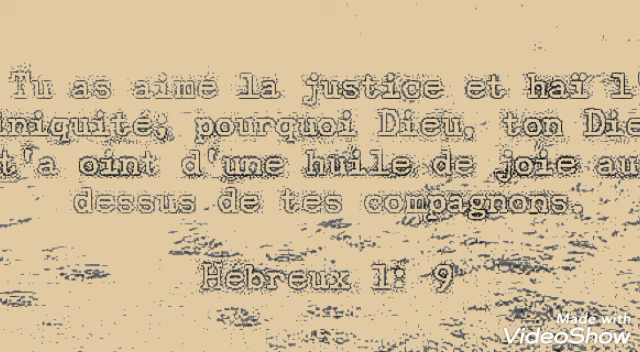 Tu as aimé la justice et haï l'
iniquité, pourquoi Dieu, ton Die
t'a oint d'une huile de joie au
dessus de tes compagnons.
Hébreux 1: 9
Made with
VideoShow